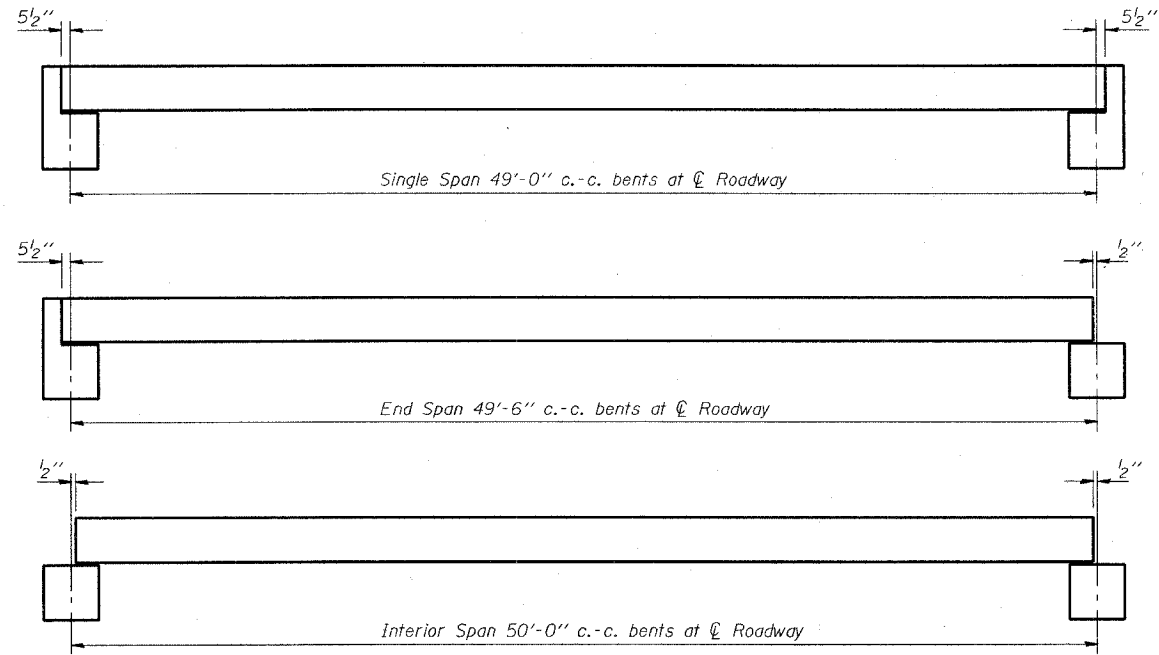 5½" 5½"
Single Span 49'-0" c.-c. bents at ℄ Roadway
5½" ½"
End Span 49'-6" c.-c. bents at ℄ Roadway
½" ½"
Interior Span 50'-0" c.-c. bents at ℄ Roadway